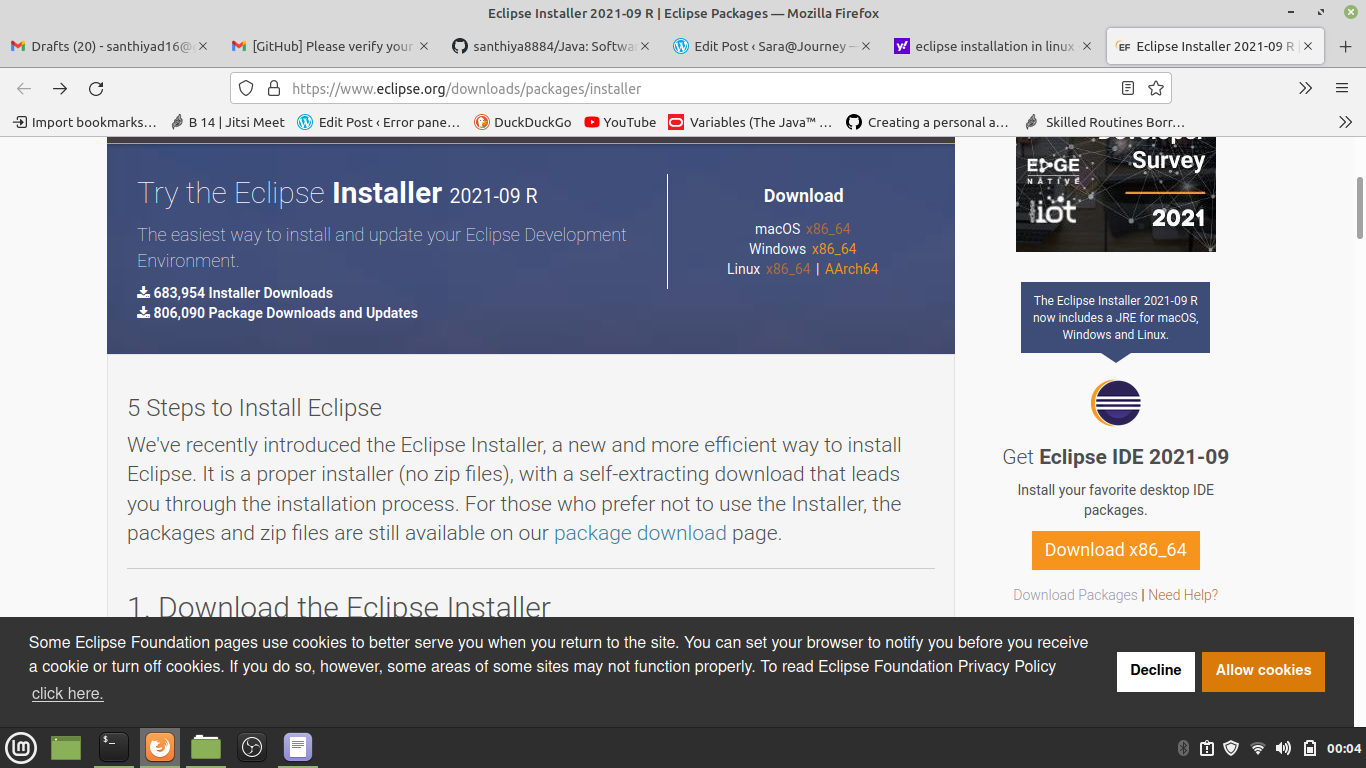 Eclipse Installer 2021-09 R | Eclipse Packages — Mozilla Firefox
Drafts (20) - santhiyad16@
[GitHub] Please verify your
santhiya8884/Java: Softwa
Edit Post ‹ Sara@Journey —
eclipse installation in linux
Eclipse Installer 2021-09 R |
https://www.eclipse.org/downloads/packages/installer
Import bookmarks…
B 14 | Jitsi Meet
Edit Post ‹ Error pane…
DuckDuckGo
YouTube
Variables (The Java™ …
Creating a personal a…
Skilled Routines Borr…
Try the Eclipse Installer 2021-09 R
The easiest way to install and update your Eclipse Development
Environment.
683,954 Installer Downloads
806,090 Package Downloads and Updates
Download
macOS x86_64
Windows x86_64
Linux x86_64 | AArch64
5 Steps to Install Eclipse
We've recently introduced the Eclipse Installer, a new and more efficient way to install
Eclipse. It is a proper installer (no zip files), with a self-extracting download that leads
you through the installation process. For those who prefer not to use the Installer, the
packages and zip files are still available on our package download page.
1. Download the Eclipse Installer
Developer
Survey
2021
EDGE
NATIVE
eclipse
iot
The Eclipse Installer 2021-09 R
now includes a JRE for macOS,
Windows and Linux.
Get Eclipse IDE 2021-09
Install your favorite desktop IDE
packages.
Download x86_64
Download Packages | Need Help?
Some Eclipse Foundation pages use cookies to better serve you when you return to the site. You can set your browser to notify you before you receive
a cookie or turn off cookies. If you do so, however, some areas of some sites may not function properly. To read Eclipse Foundation Privacy Policy
click here.
Decline
Allow cookies
00:04